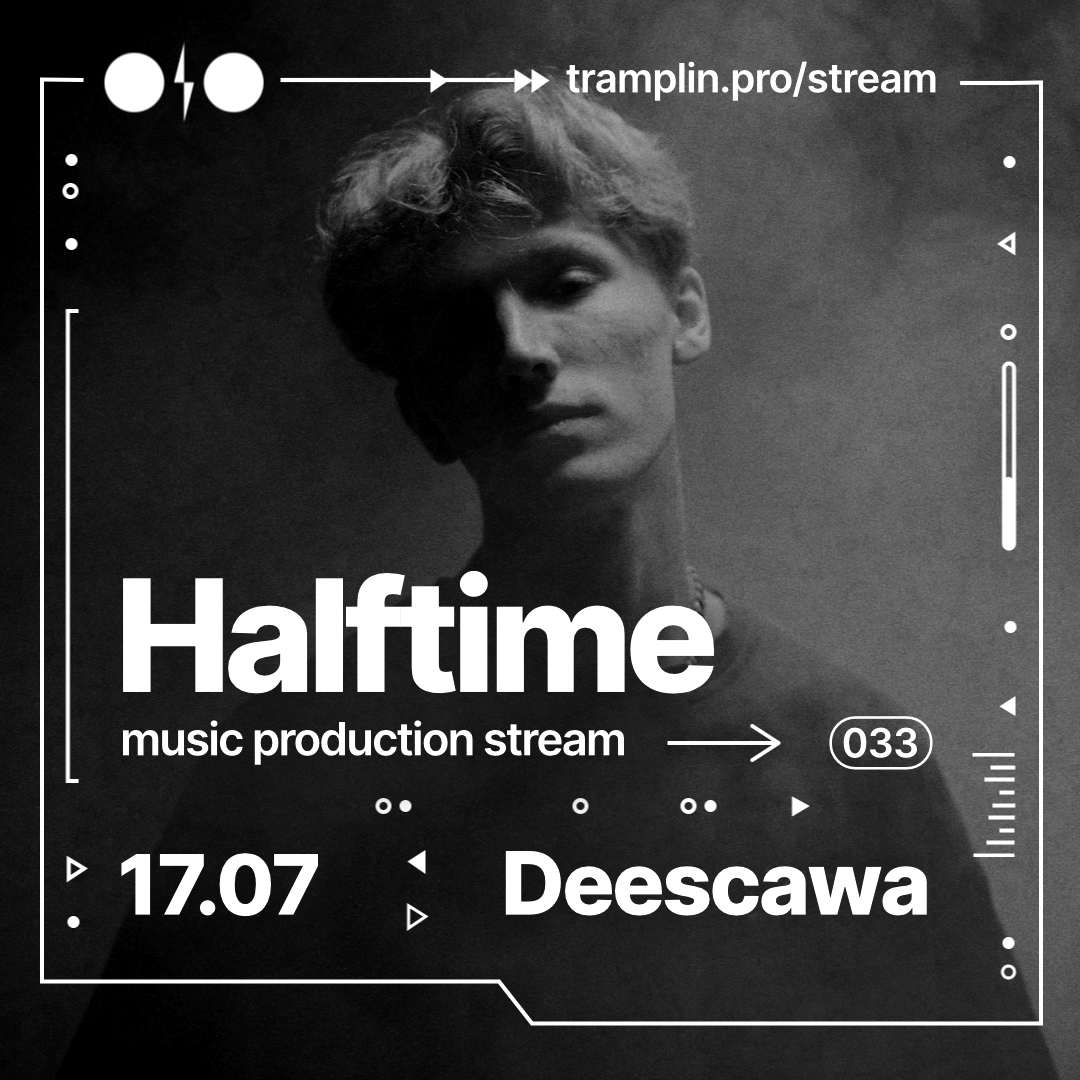 tramplin.pro/stream
Halftime
music production stream
033
17.07
Deescawa